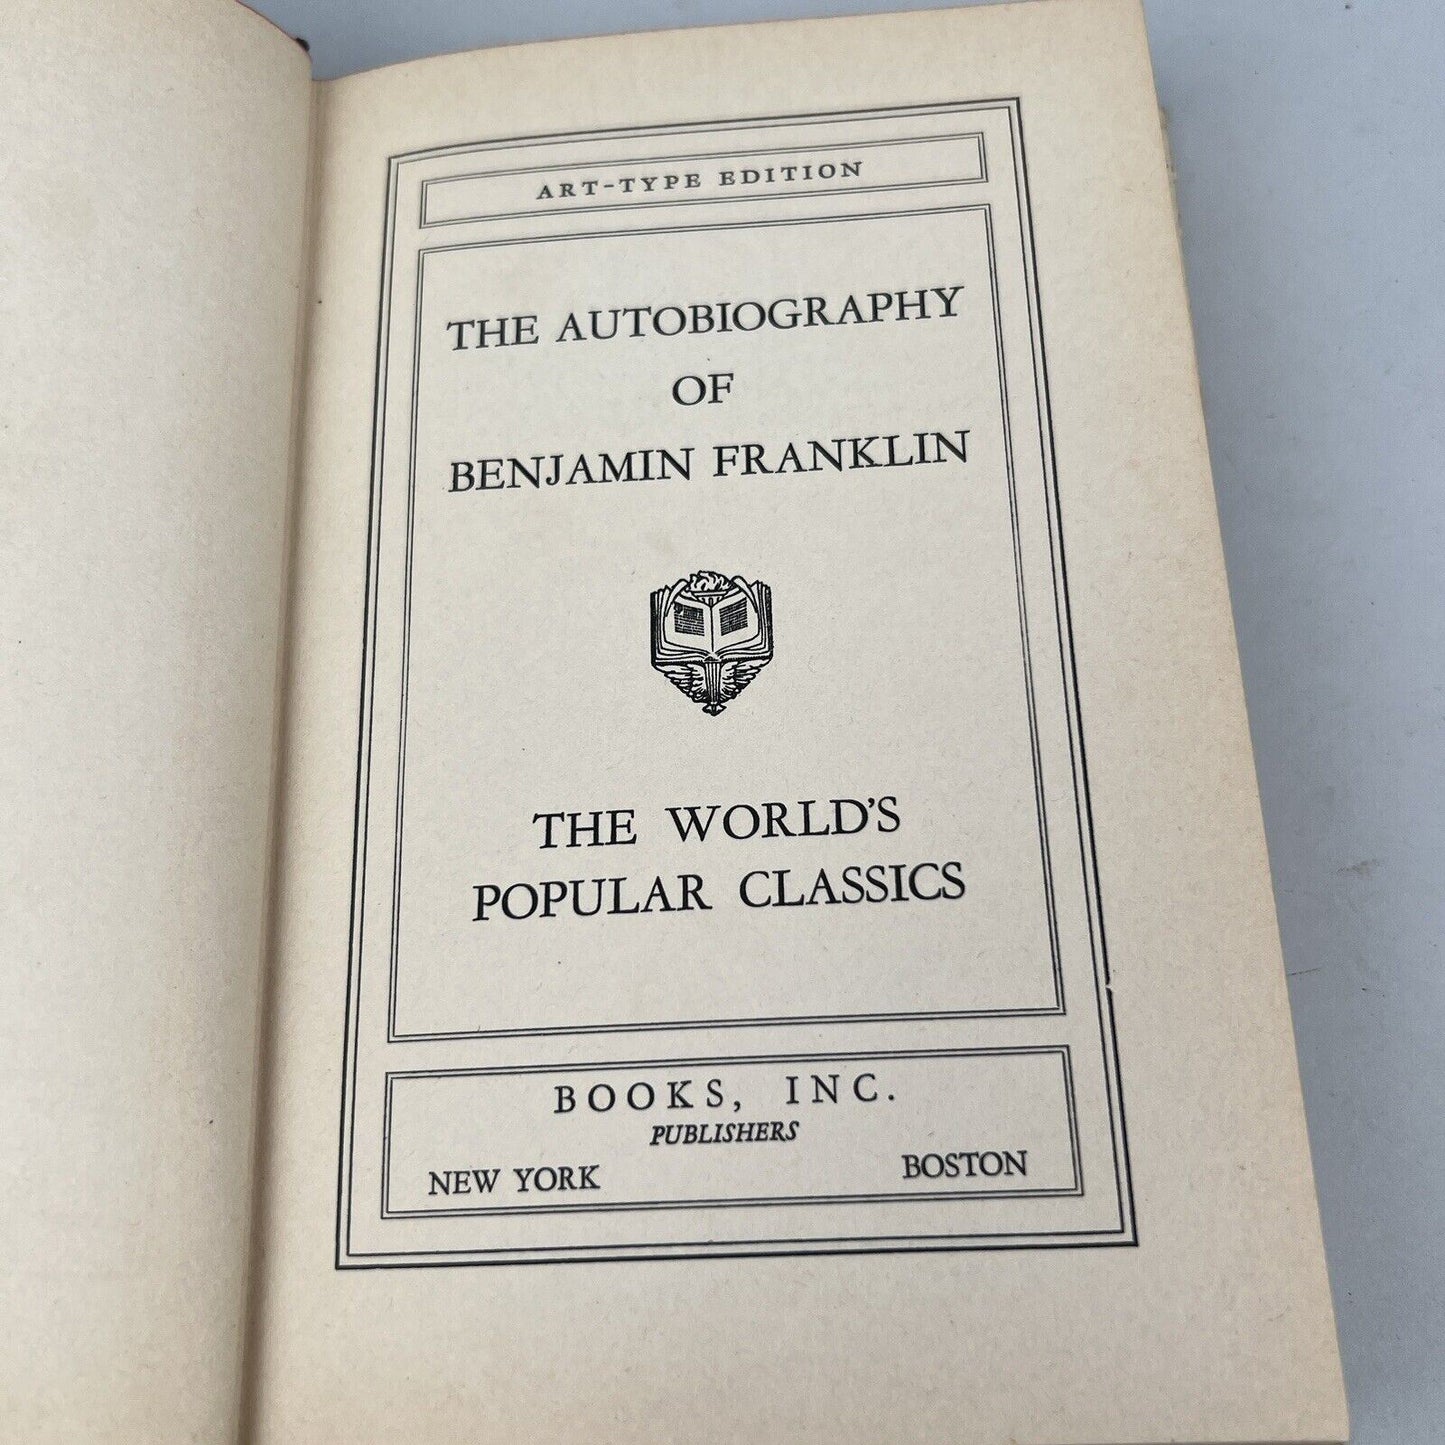 ART-TYPE EDITION
THE AUTOBIOGRAPHY
OF
BENJAMIN FRANKLIN
THE WORLD'S
POPULAR CLASSICS
BOOKS, INC.
PUBLISHERS
NEW YORK BOSTON